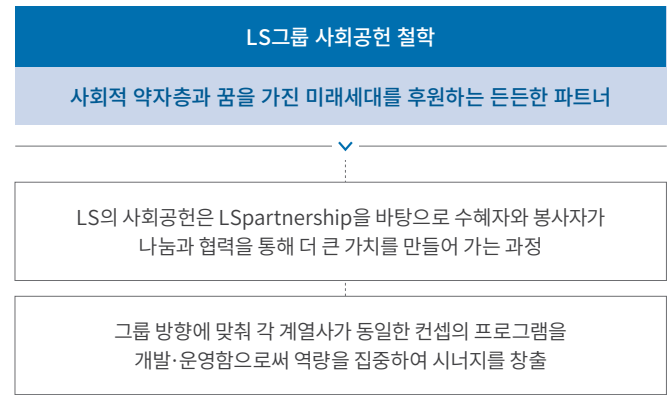 LS그룹 사회공헌 철학
사회적 약자층과 꿈을 가진 미래세대를 후원하는 든든한 파트너
LS의 사회공헌은 LSpartnership을 바탕으로 수혜자와 봉사자가
나눔과 협력을 통해 더 큰 가치를 만들어 가는 과정
그룹 방향에 맞춰 각 계열사가 동일한 컨셉의 프로그램을
개발·운영함으로써 역량을 집중하여 시너지를 창출